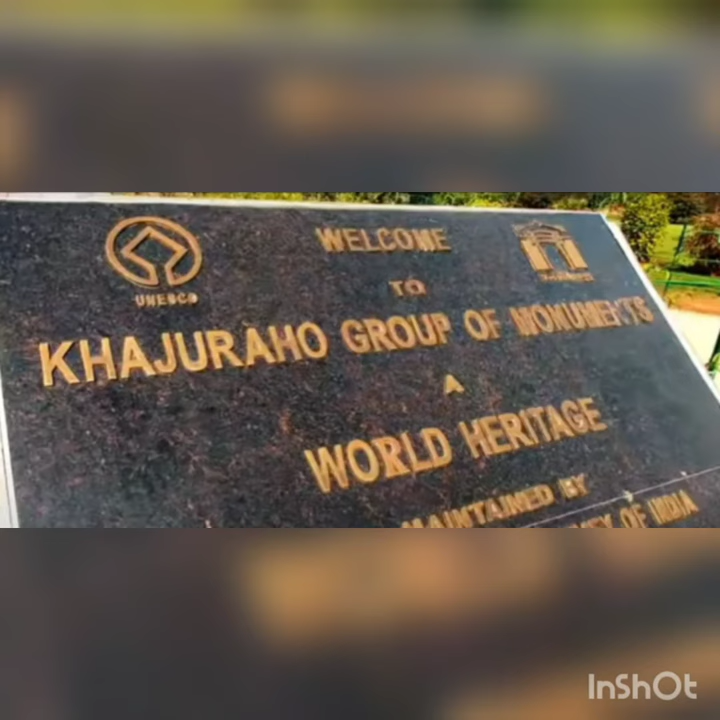 UNESCO
WELCOME
TO
KHAJURAHO GROUP OF MONUMENTS
A
WORLD HERITAGE
MAINTAINED BY
OF INDIA
InShOt